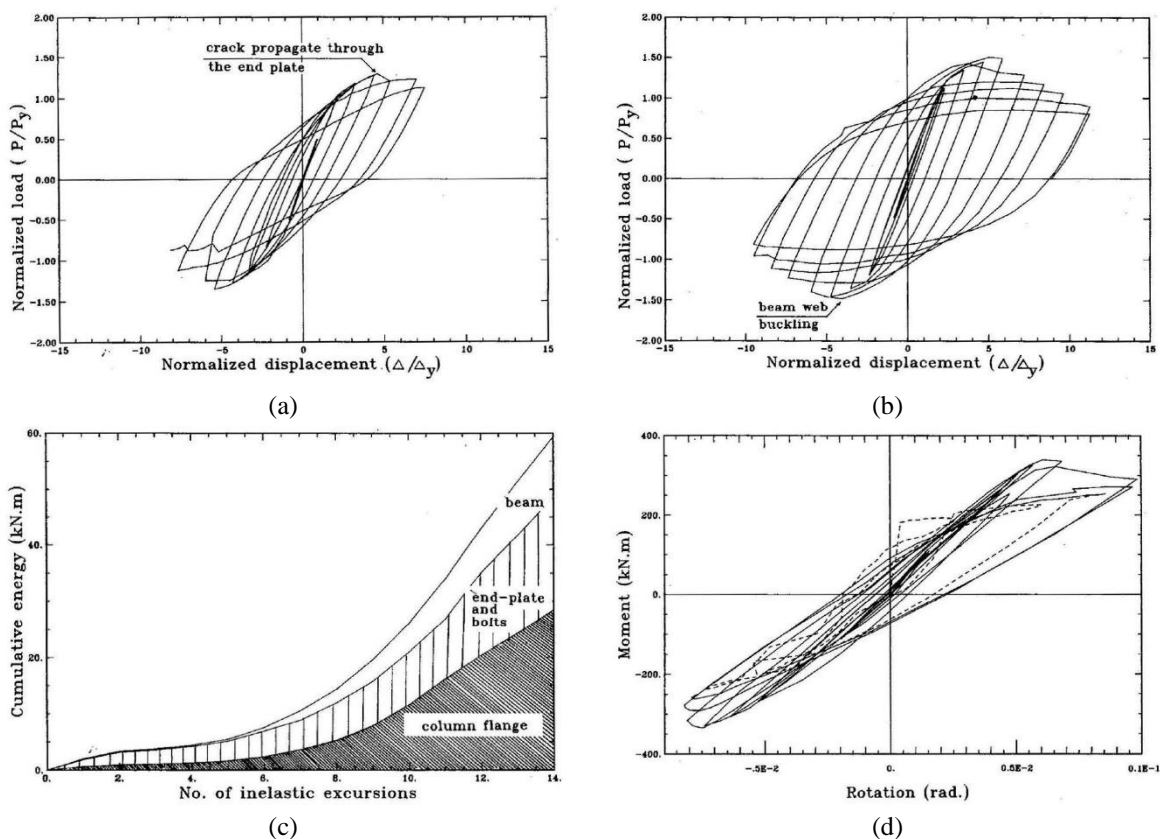 2.00
1.50
1.00
0.50
0.00
-0.50
-1.00
-1.50
2.00
-15
-10
-5
0
5
10
15
Normalized load ( P/Py)
crack propagate through
the end plate
Normalized displacement (Δ/Δy)
(a)
2.00
1.50
1.00
0.50
0.00
-0.50
-1.00
-1.50
2.00
-15
-10
-5
0
5
10
15
Normalized load ( P/Py)
beam web
buckling
Normalized displacement (Δ/Δy)
(b)
60.
40.
20.
0.
0.
2.
4.
6.
8.
10.
12.
14.
Cumulative energy (kN.m)
beam
end-plate
and
bolts
column flange
No. of inelastic excursions
(c)
400.
200.
0.
-200.
-400.
-.5E-2
0.
0.5E-2
0.1E-1
Moment (kN.m)
Rotation (rad.)
(d)